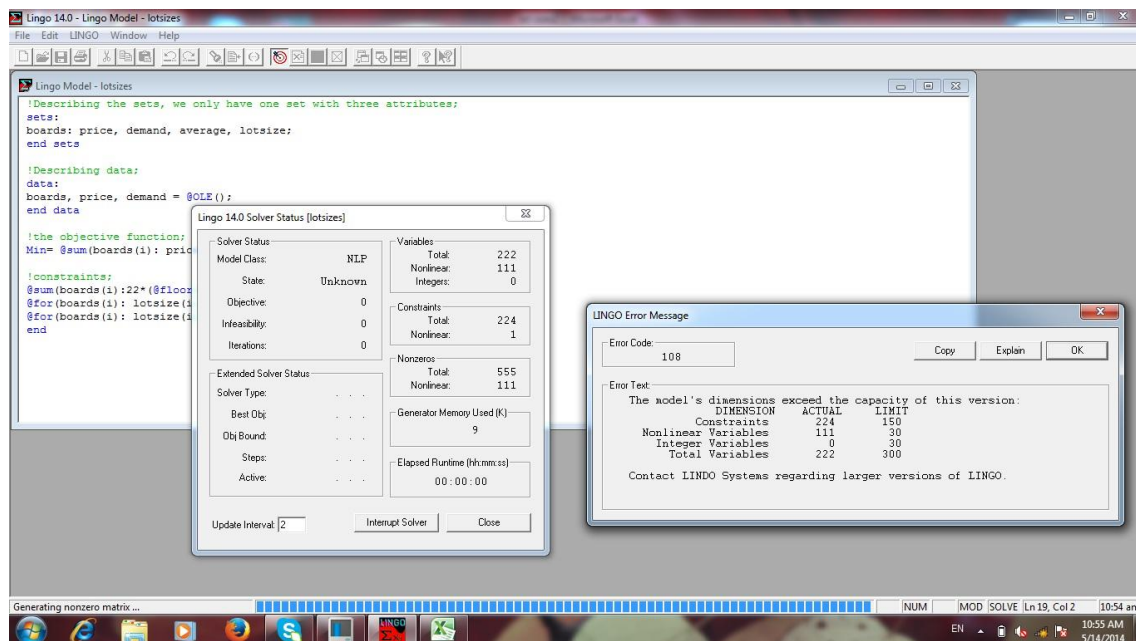 Lingo 14.0 - Lingo Model - lotsizes
File Edit LINGO Window Help
Lingo Model - lotsizes
!Describing the sets, we only have one set with three attributes;
sets:
boards: price, demand, average, lotsize;
end sets
!Describing data;
data:
boards, price, demand = @OLE();
end data
!the objective function;
Min= @sum(boards(i): pric
!constraints;
@sum(boards(i):22*(@floor
@for(boards(i): lotsize(i
@for(boards(i): lotsize(i
end
Lingo 14.0 Solver Status [lotsizes]
Solver Status
Model Class: NLP
State: Unknown
Objective: 0
Infeasibility: 0
Iterations: 0
Extended Solver Status
Solver Type: . . .
Best Obj: . . .
Obj Bound: . . .
Steps: . . .
Active: . . .
Variables
Total: 222
Nonlinear: 111
Integers: 0
Constraints
Total: 224
Nonlinear: 1
Nonzeros
Total: 555
Nonlinear: 111
Generator Memory Used (K)
9
Elapsed Runtime (hh:mm:ss)
00:00:00
Update Interval: 2
Interrupt Solver
Close
LINGO Error Message
Error Code:
108
Copy
Explain
OK
Error Text:
The model's dimensions exceed the capacity of this version:
DIMENSION ACTUAL LIMIT
Constraints 224 150
Nonlinear Variables 111 30
Integer Variables 0 30
Total Variables 222 300
Contact LINDO Systems regarding larger versions of LINGO.
Generating nonzero matrix ...
NUM MOD SOLVE Ln 19, Col 2 10:54 am
LINGO
EN
10:55 AM
5/14/2014